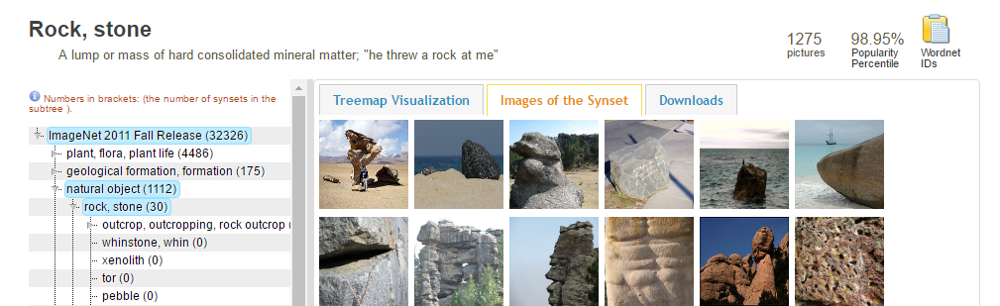 Rock, stone
A lump or mass of hard consolidated mineral matter; "he threw a rock at me"
1275
pictures
98.95%
Popularity
Percentile
Wordnet
IDs
Numbers in brackets: (the number of synsets in the
subtree ).
ImageNet 2011 Fall Release (32326)
plant, flora, plant life (4486)
geological formation, formation (175)
natural object (1112)
rock, stone (30)
outcrop, outcropping, rock outcrop (
whinstone, whin (0)
xenolith (0)
tor (0)
pebble (0)
Treemap Visualization
Images of the Synset
Downloads